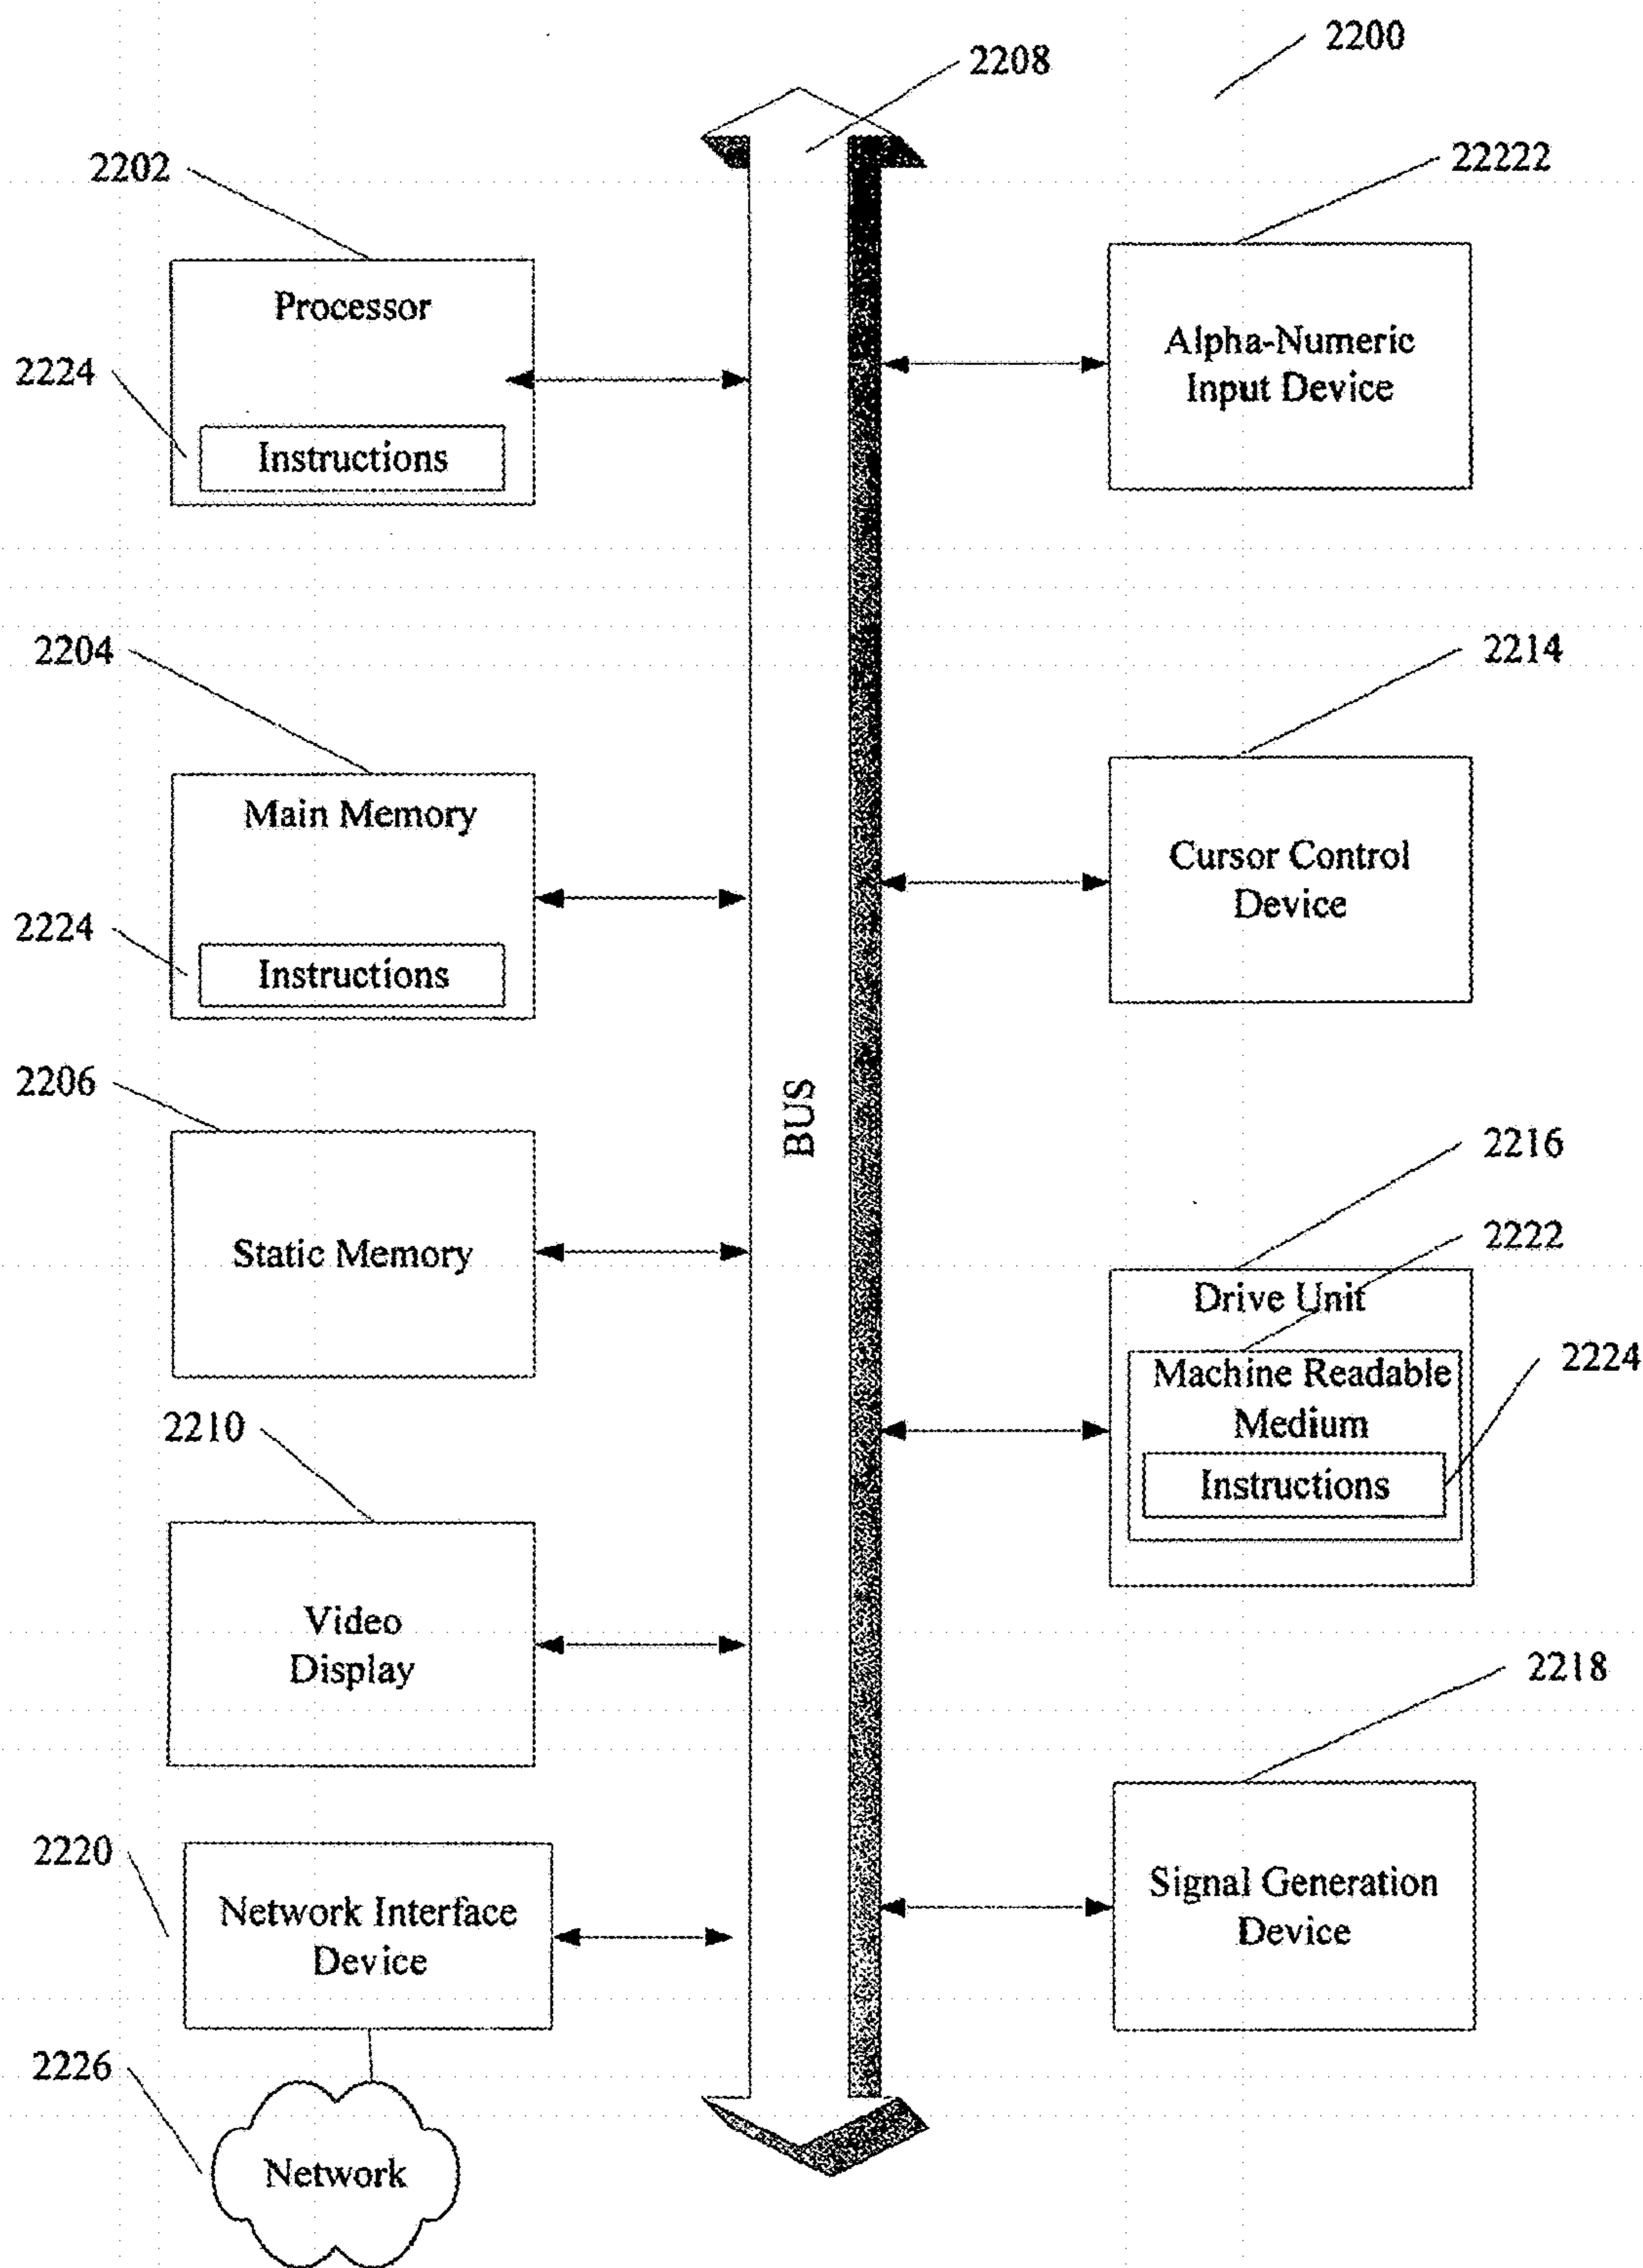 2200
2208
2202
22222
Processor
2224
Instructions
Alpha-Numeric
Input Device
2204
2214
Main Memory
2224
Instructions
Cursor Control
Device
2206
BUS
Static Memory
2216
2222
Drive Unit
Machine Readable
Medium
2224
Instructions
2210
Video
Display
2218
2220
Network Interface
Device
Signal Generation
Device
2226
Network